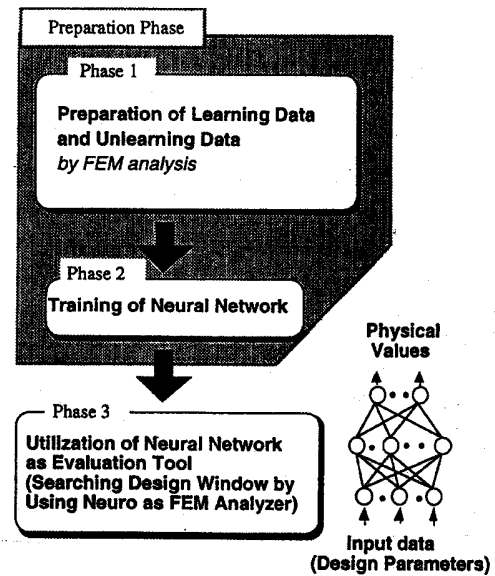 Preparation Phase
Phase 1
Preparation of Learning Data
and Unlearning Data
by FEM analysis
Phase 2
Training of Neural Network
Phase 3
Utilization of Neural Network
as Evaluation Tool
(Searching Design Window by
Using Neuro as FEM Analyzer)
Physical
Values
Input data
(Design Parameters)